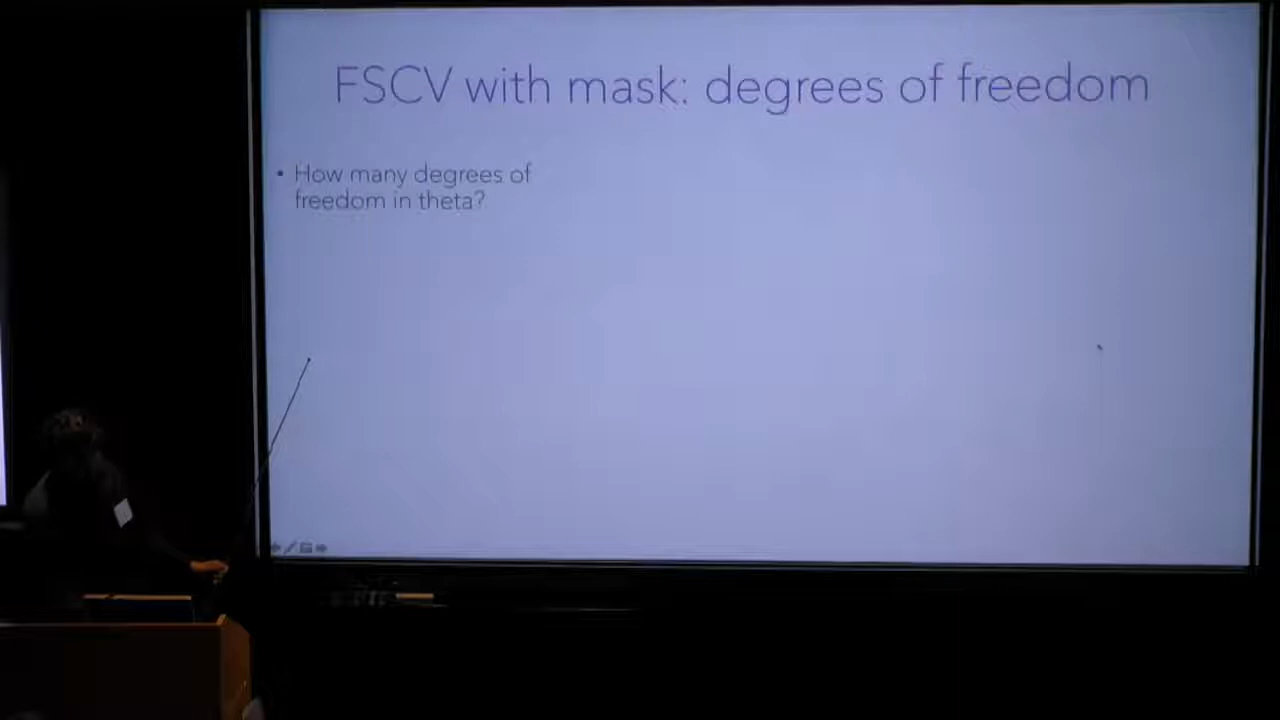 FSCV with mask: degrees of freedom
• How many degrees of
freedom in theta?